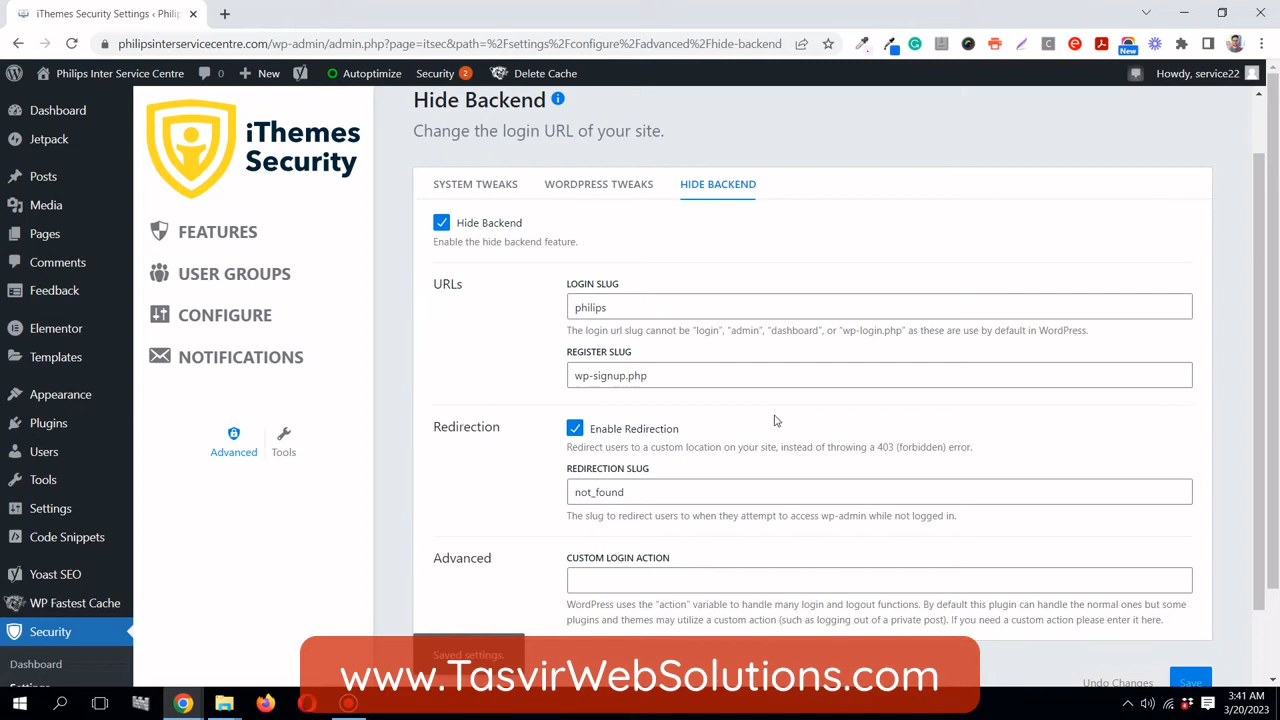 iThemes Security Settings ‹ Philip
philipsinterservicecentre.com/wp-admin/admin.php?page=itsec&path=%2Fsettings%2Fconfigure%2Fadvanced%2Fhide-backend
New
Philips Inter Service Centre
0
New
Autoptimize
Security 2
Delete Cache
Howdy, service22
Dashboard
Jetpack
Posts
Media
Pages
Comments
Feedback
Elementor
Templates
Appearance
Plugins
Users
Tools
Settings
Code Snippets
Yoast SEO
WP Fastest Cache
Security
Dashboard
Settings
iThemes
Security
FEATURES
USER GROUPS
CONFIGURE
NOTIFICATIONS
Advanced
Tools
Hide Backend
Change the login URL of your site.
SYSTEM TWEAKS
WORDPRESS TWEAKS
HIDE BACKEND
Hide Backend
Enable the hide backend feature.
URLs
LOGIN SLUG
philips
The login url slug cannot be "login", "admin", "dashboard", or "wp-login.php" as these are use by default in WordPress.
REGISTER SLUG
wp-signup.php
Redirection
Enable Redirection
Redirect users to a custom location on your site, instead of throwing a 403 (forbidden) error.
REDIRECTION SLUG
not_found
The slug to redirect users to when they attempt to access wp-admin while not logged in.
Advanced
CUSTOM LOGIN ACTION
WordPress uses the "action" variable to handle many login and logout functions. By default this plugin can handle the normal ones but some
plugins and themes may utilize a custom action (such as logging out of a private post). If you need a custom action please enter it here.
Saved settings.
Undo Changes
Save
www.TasvirWebSolutions.com
3:41 AM
3/20/2023